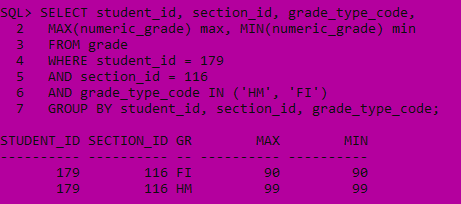 SQL> SELECT student_id, section_id, grade_type_code,
  2  MAX(numeric_grade) max, MIN(numeric_grade) min
  3  FROM grade
  4  WHERE student_id = 179
  5  AND section_id = 116
  6  AND grade_type_code IN ('HM', 'FI')
  7  GROUP BY student_id, section_id, grade_type_code;
STUDENT_ID SECTION_ID GR        MAX        MIN
---------- ---------- -- ---------- ----------
       179        116 FI         90         90
       179        116 HM         99         99